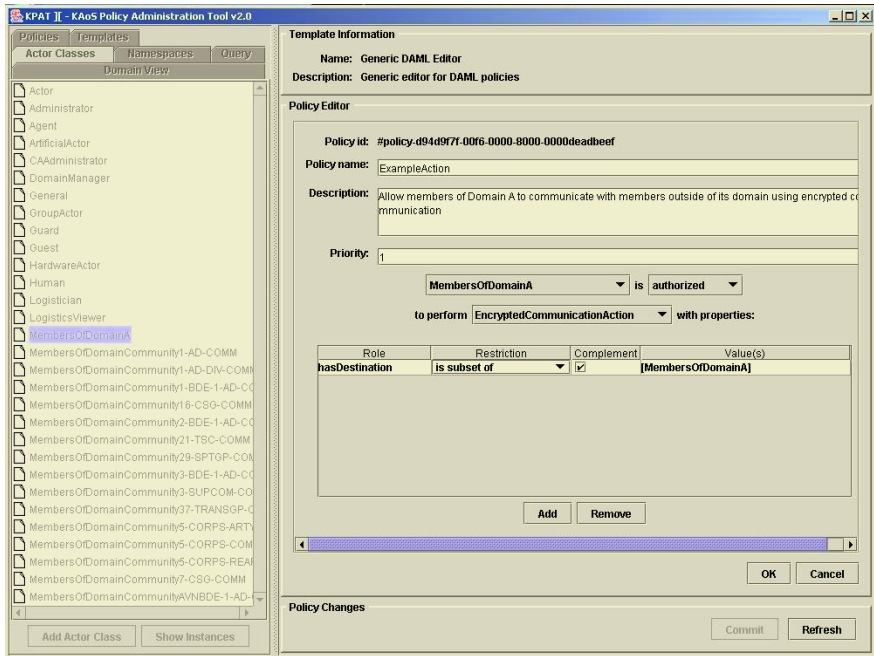 KPAT ][ - KAoS Policy Administration Tool v2.0
Policies Templates
Actor Classes Namespaces Query
Domain View
Actor
Administrator
Agent
ArtificialActor
CAAdministrator
DomainManager
General
GroupActor
Guard
Guest
HardwareActor
Human
Logistician
LogisticsViewer
MembersOfDomainA
MembersOfDomainCommunity1-AD-COMM
MembersOfDomainCommunity1-AD-DIV-COMM
MembersOfDomainCommunity1-BDE-1-AD-CO
MembersOfDomainCommunity16-CSG-COMM
MembersOfDomainCommunity2-BDE-1-AD-CO
MembersOfDomainCommunity21-TSC-COMM
MembersOfDomainCommunity29-SPTGP-COM
MembersOfDomainCommunity3-BDE-1-AD-CO
MembersOfDomainCommunity3-SUPCOM-CO
MembersOfDomainCommunity37-TRANSGP-C
MembersOfDomainCommunity5-CORPS-ARTY
MembersOfDomainCommunity5-CORPS-COM
MembersOfDomainCommunity5-CORPS-REAR
MembersOfDomainCommunity7-CSG-COMM
MembersOfDomainCommunityAVNBDE-1-AD-
Add Actor Class Show Instances
Template Information
Name: Generic DAML Editor
Description: Generic editor for DAML policies
Policy Editor
Policy id: #policy-d94d9f7f-00f6-0000-8000-0000deadbeef
Policy name: ExampleAction
Description: Allow members of Domain A to communicate with members outside of its domain using encrypted co
mmunication
Priority: 1
MembersOfDomainA is authorized
to perform EncryptedCommunicationAction with properties:
Role Restriction Complement Value(s)
hasDestination is subset of [MembersOfDomainA]
Add Remove
OK Cancel
Policy Changes
Commit Refresh